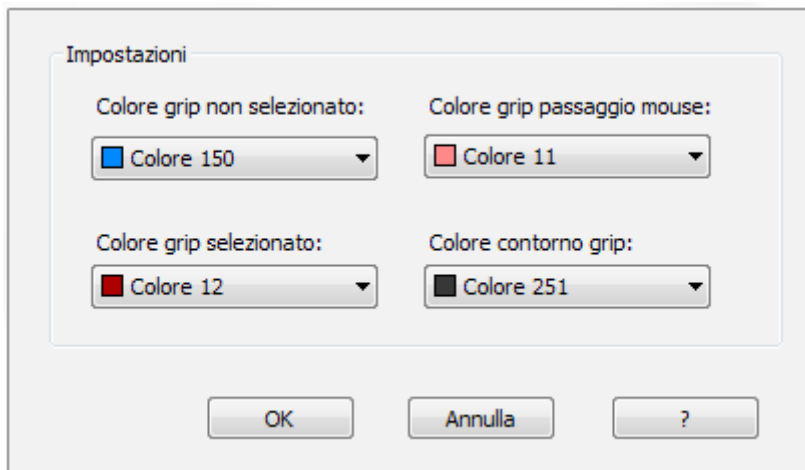 Impostazioni
Colore grip non selezionato:
Colore grip passaggio mouse:
Colore 150
Colore 11
Colore grip selezionato:
Colore contorno grip:
Colore 12
Colore 251
OK
Annulla
?